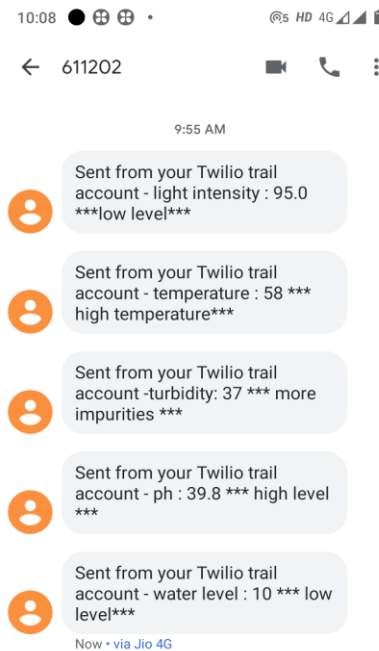 10:08
5 HD 4G
611202
9:55 AM
Sent from your Twilio trail
account - light intensity : 95.0
***low level***
Sent from your Twilio trail
account - temperature : 58 ***
high temperature***
Sent from your Twilio trail
account -turbidity: 37 *** more
impurities ***
Sent from your Twilio trail
account - ph : 39.8 *** high level
***
Sent from your Twilio trail
account - water level : 10 *** low
level***
Now • via Jio 4G